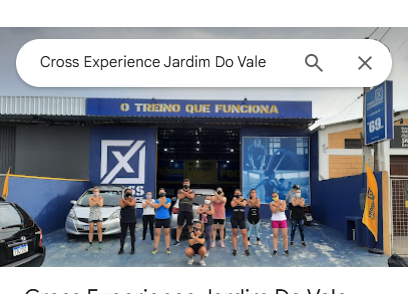 Cross Experience Jardim Do Vale
O TREINO QUE FUNCIONA
69,
Cross Experience Jardim Do Vale